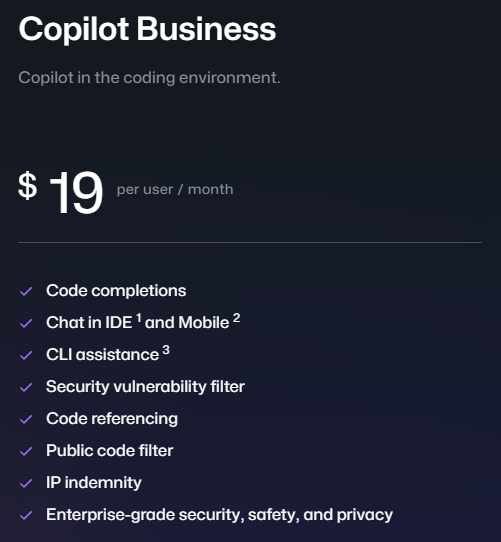 Copilot Business
Copilot in the coding environment.
$ 19 per user / month
Code completions
Chat in IDE 1 and Mobile 2
CLI assistance 3
Security vulnerability filter
Code referencing
Public code filter
IP indemnity
Enterprise-grade security, safety, and privacy